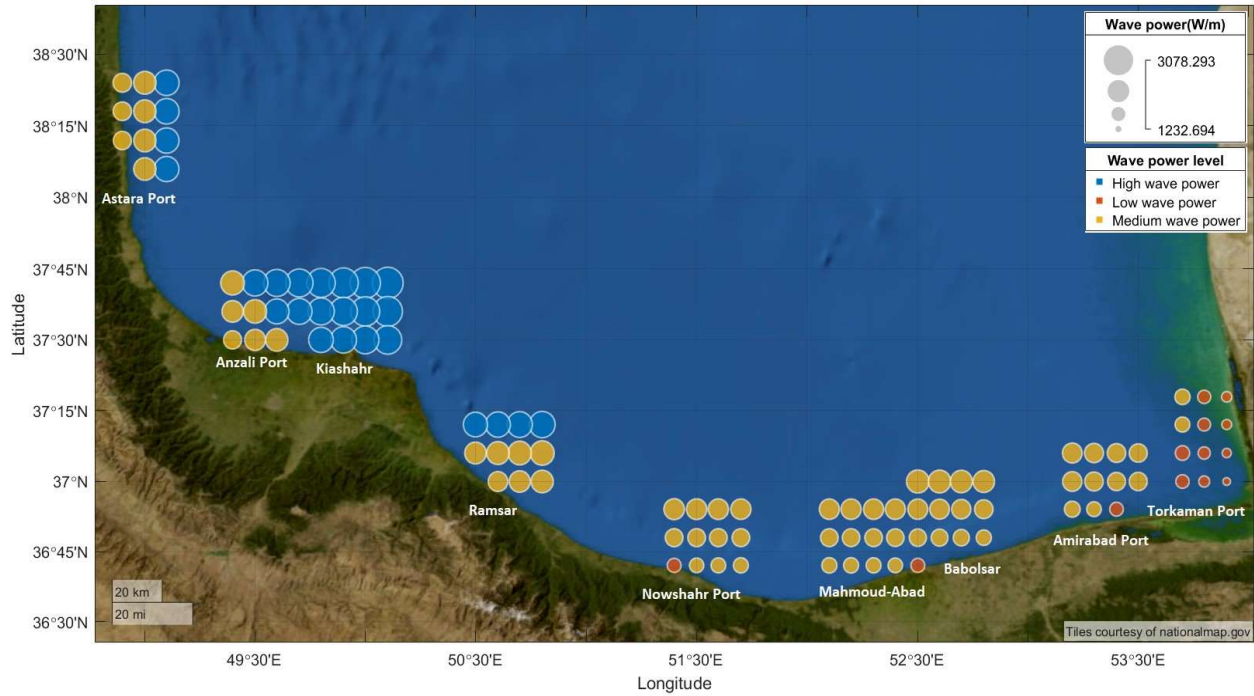 Wave power(W/m)
3078.293
1232.694
Wave power level
High wave power
Low wave power
Medium wave power
38°30'N
38°15'N
38°N
37°45'N
37°30'N
37°15'N
37°N
36°45'N
36°30'N
Latitude
Astara Port
Anzali Port
Kiashahr
Ramsar
Nowshahr Port
Mahmoud-Abad
Babolsar
Amirabad Port
Torkaman Port
20 km
20 mi
Tiles courtesy of nationalmap.gov
49°30'E
50°30'E
51°30'E
52°30'E
53°30'E
Longitude